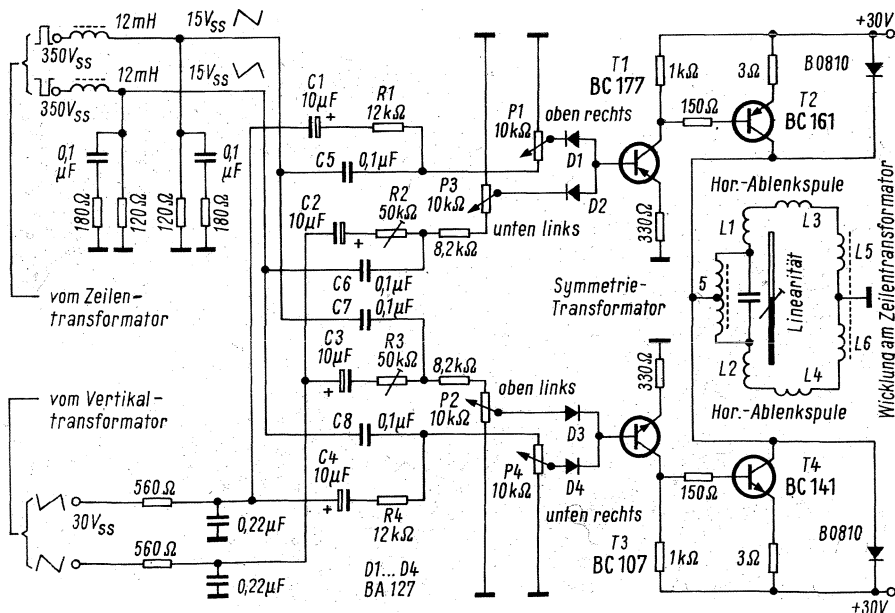 12mH
15Vss
350Vss
12mH
15Vss
350Vss
0,1 μF
180Ω
120Ω
120Ω
180Ω
0,1 μF
vom Zeilen-
transformator
vom Vertikal-
transformator
30Vss
560Ω
0,22μF
560Ω
0,22μF
C1
10μF
+
R1
12kΩ
C5
0,1μF
C2
10μF
+
R2
50kΩ
8,2kΩ
C6
0,1μF
C7
0,1μF
C3
10μF
+
R3
50kΩ
8,2kΩ
C8
0,1μF
C4
10μF
+
R4
12kΩ
D1...D4
BA 127
P1
10kΩ
oben rechts
D1
P3
10kΩ
D2
unten links
P2
10kΩ
oben links
D3
P4
10kΩ
D4
unten rechts
T1
BC 177
1kΩ
330Ω
150Ω
3Ω
T2
BC 161
B0810
+30V
Hor.-Ablenkspule
L1
L3
L5
5
Symmetrie-
Transformator
Linearität
L2
L4
L6
Hor.-Ablenkspule
Wicklung am Zeilentransformator
330Ω
T3
BC 107
1kΩ
150Ω
3Ω
T4
BC 141
B0810
+30V